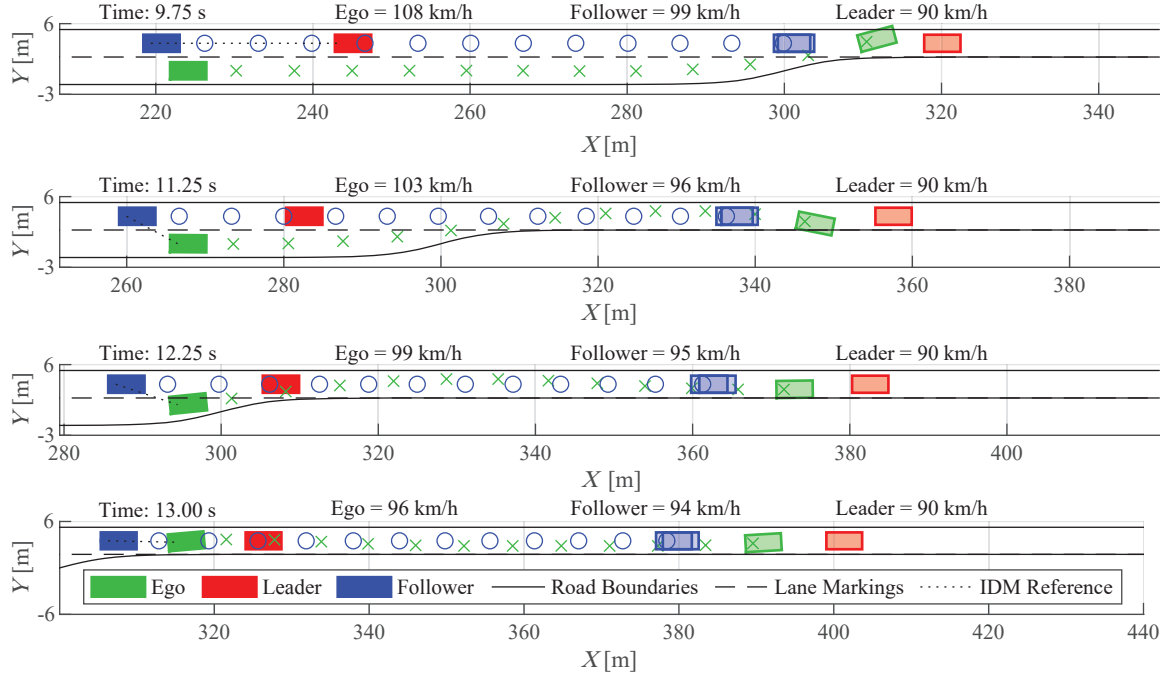 Time: 9.75 s Ego = 108 km/h Follower = 99 km/h Leader = 90 km/h
6
-3
Y [m]
220 240 260 280 300 320 340
X [m]
Time: 11.25 s Ego = 103 km/h Follower = 96 km/h Leader = 90 km/h
6
-3
Y [m]
260 280 300 320 340 360 380
X [m]
Time: 12.25 s Ego = 99 km/h Follower = 95 km/h Leader = 90 km/h
6
-3
Y [m]
280 300 320 340 360 380 400
X [m]
Time: 13.00 s Ego = 96 km/h Follower = 94 km/h Leader = 90 km/h
6
Y [m]
Ego Leader Follower Road Boundaries Lane Markings IDM Reference
-6
320 340 360 380 400 420 440
X [m]